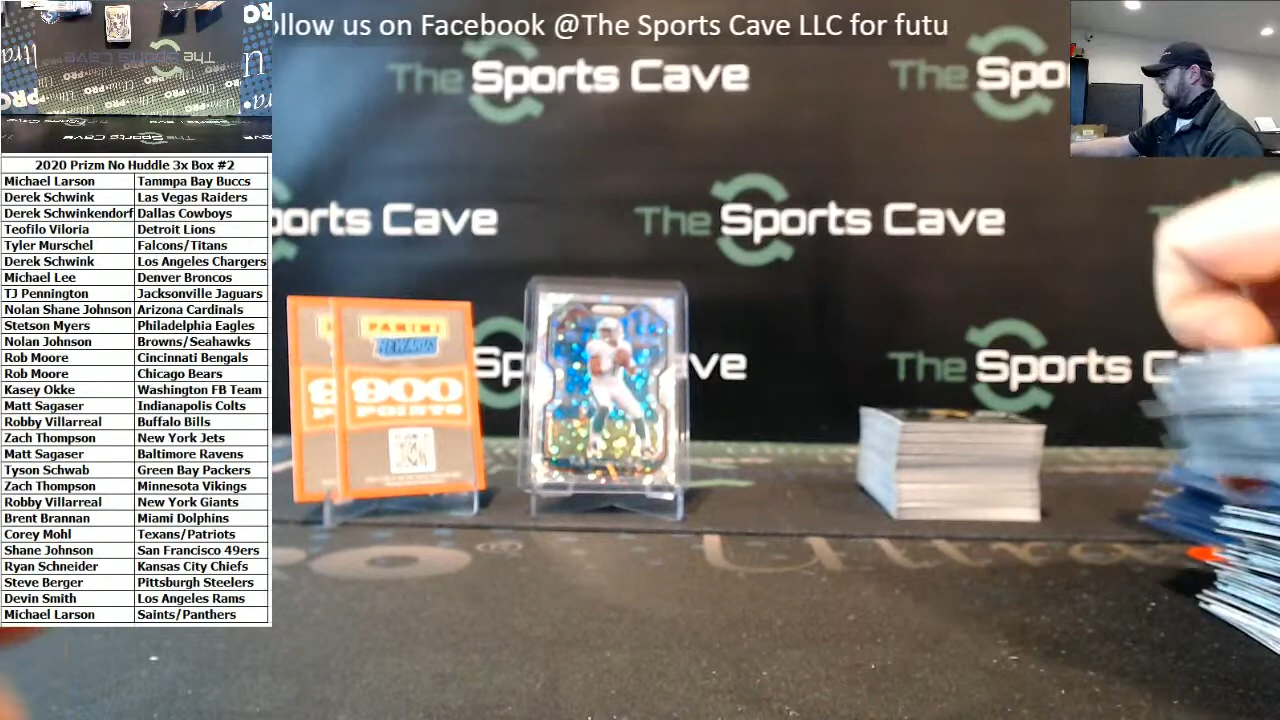 ollow us on Facebook @The Sports Cave LLC for futu
The Sports Cave
The Spo
The Sports Cave
ports Cave
The Sports Cave
The Sports C
ve
2020 Prizm No Huddle 3x Box #2
Michael Larson Tammpa Bay Buccs
Derek Schwink Las Vegas Raiders
Derek Schwinkendorf Dallas Cowboys
Teofilo Viloria Detroit Lions
Tyler Murschel Falcons/Titans
Derek Schwink Los Angeles Chargers
Michael Lee Denver Broncos
TJ Pennington Jacksonville Jaguars
Nolan Shane Johnson Arizona Cardinals
Stetson Myers Philadelphia Eagles
Nolan Johnson Browns/Seahawks
Rob Moore Cincinnati Bengals
Rob Moore Chicago Bears
Kasey Okke Washington FB Team
Matt Sagaser Indianapolis Colts
Robby Villarreal Buffalo Bills
Zach Thompson New York Jets
Matt Sagaser Baltimore Ravens
Tyson Schwab Green Bay Packers
Zach Thompson Minnesota Vikings
Robby Villarreal New York Giants
Brent Brannan Miami Dolphins
Corey Mohl Texans/Patriots
Shane Johnson San Francisco 49ers
Ryan Schneider Kansas City Chiefs
Steve Berger Pittsburgh Steelers
Devin Smith Los Angeles Rams
Michael Larson Saints/Panthers
PANINI
REWARDS
900
POINTS
Ultra